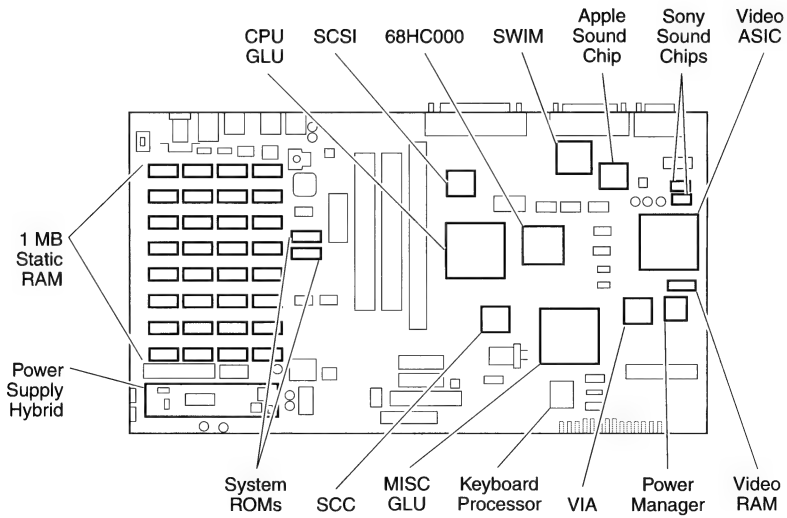 CPU
GLU
SCSI
68HC000
SWIM
Apple
Sound
Chip
Sony
Sound
Chips
Video
ASIC
1 MB
Static
RAM
Power
Supply
Hybrid
System
ROMs
SCC
MISC
GLU
Keyboard
Processor
VIA
Power
Manager
Video
RAM